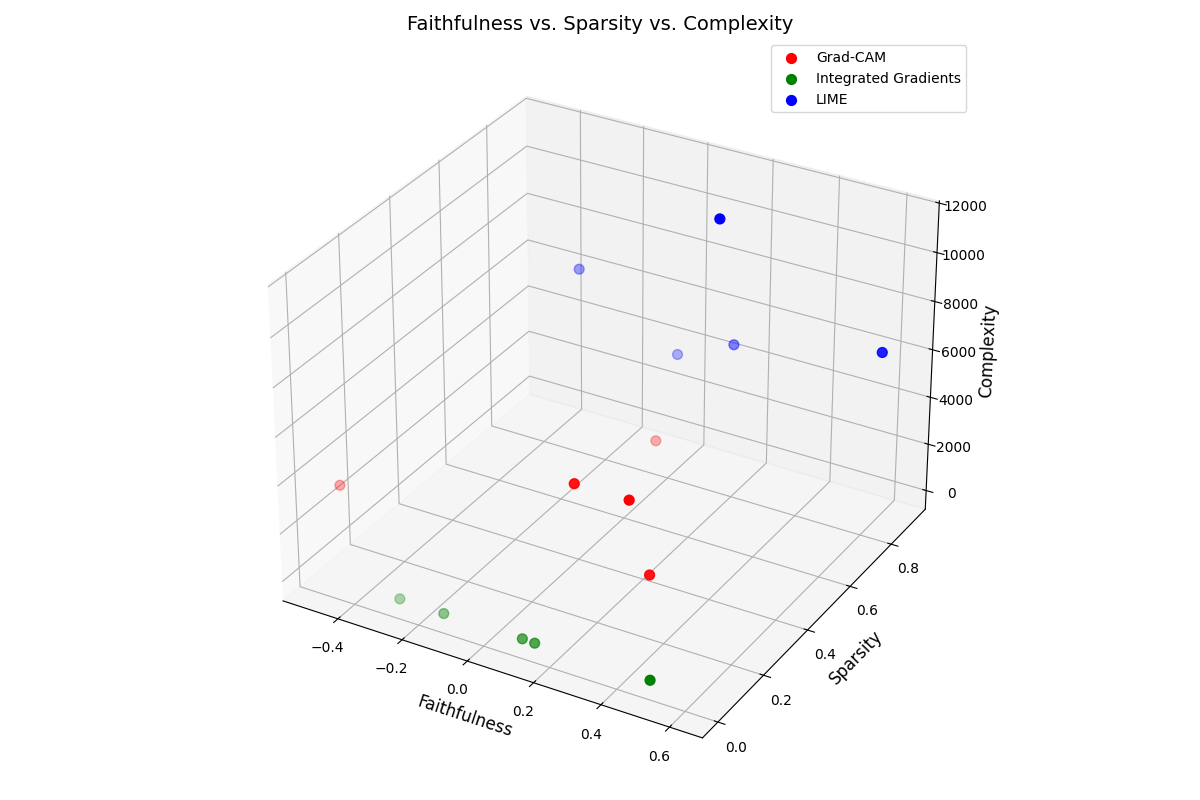 Faithfulness vs. Sparsity vs. Complexity
Grad-CAM
Integrated Gradients
LIME
12000
10000
8000
6000
4000
2000
0
Complexity
0.8
0.6
0.4
0.2
0.0
Sparsity
−0.4
−0.2
0.0
0.2
0.4
0.6
Faithfulness